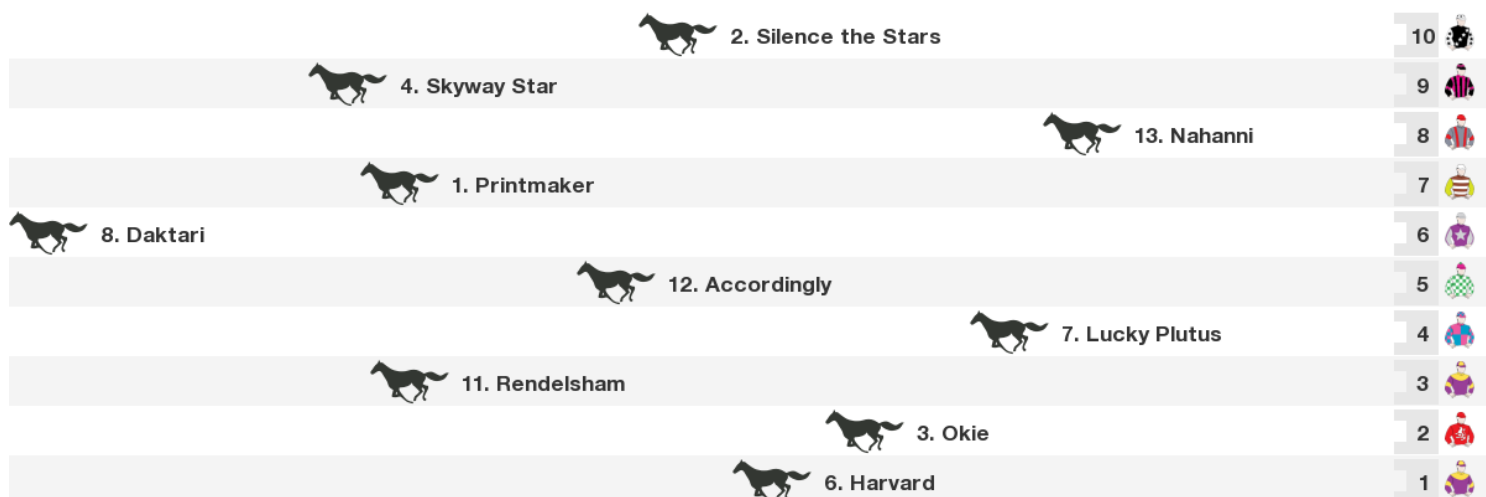 2. Silence the Stars 10
4. Skyway Star 9
13. Nahanni 8
1. Printmaker 7
8. Daktari 6
12. Accordingly 5
7. Lucky Plutus 4
11. Rendelsham 3
3. Okie 2
6. Harvard 1